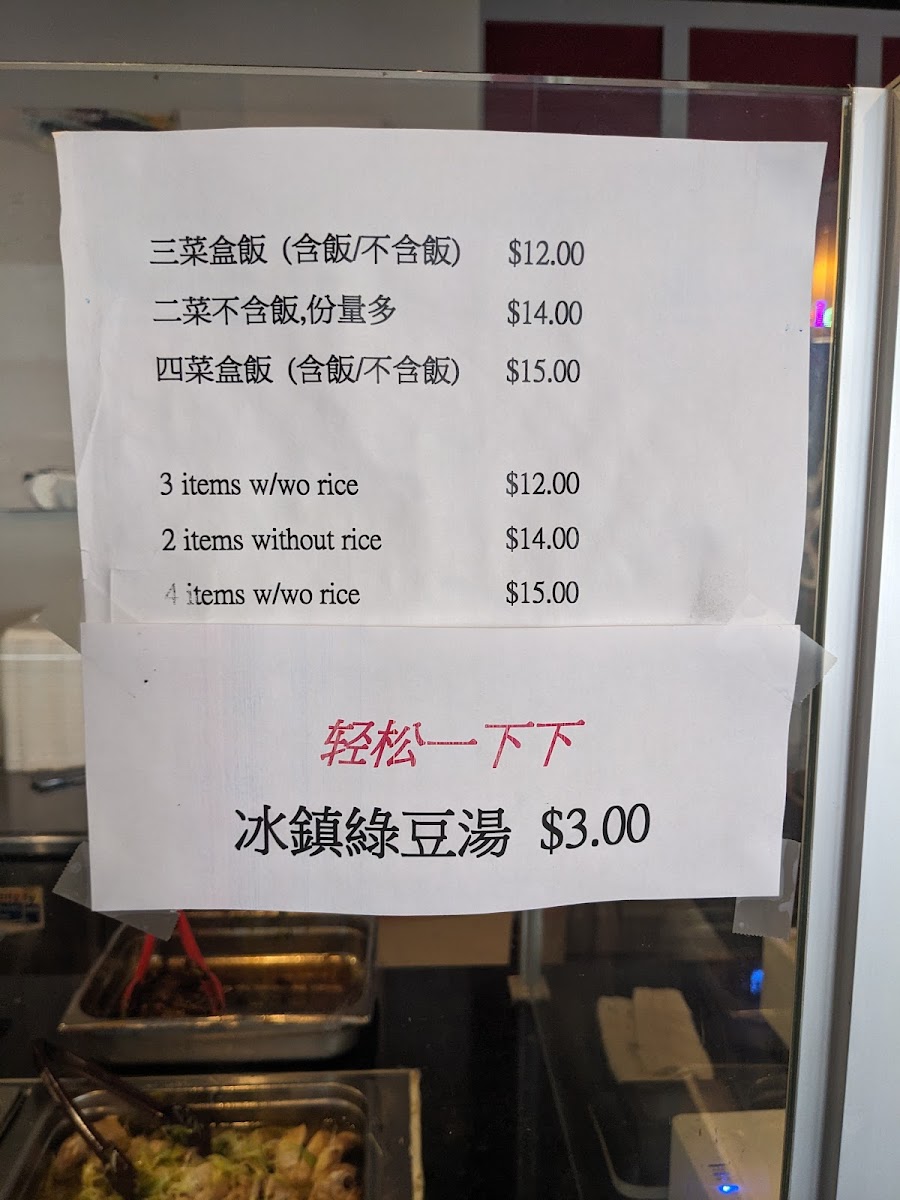 三菜盒飯 (含飯/不含飯) $12.00
二菜不含飯,份量多 $14.00
四菜盒飯 (含飯/不含飯) $15.00
3 items w/wo rice $12.00
2 items without rice $14.00
4 items w/wo rice $15.00
轻松一下下
冰鎮綠豆湯 $3.00